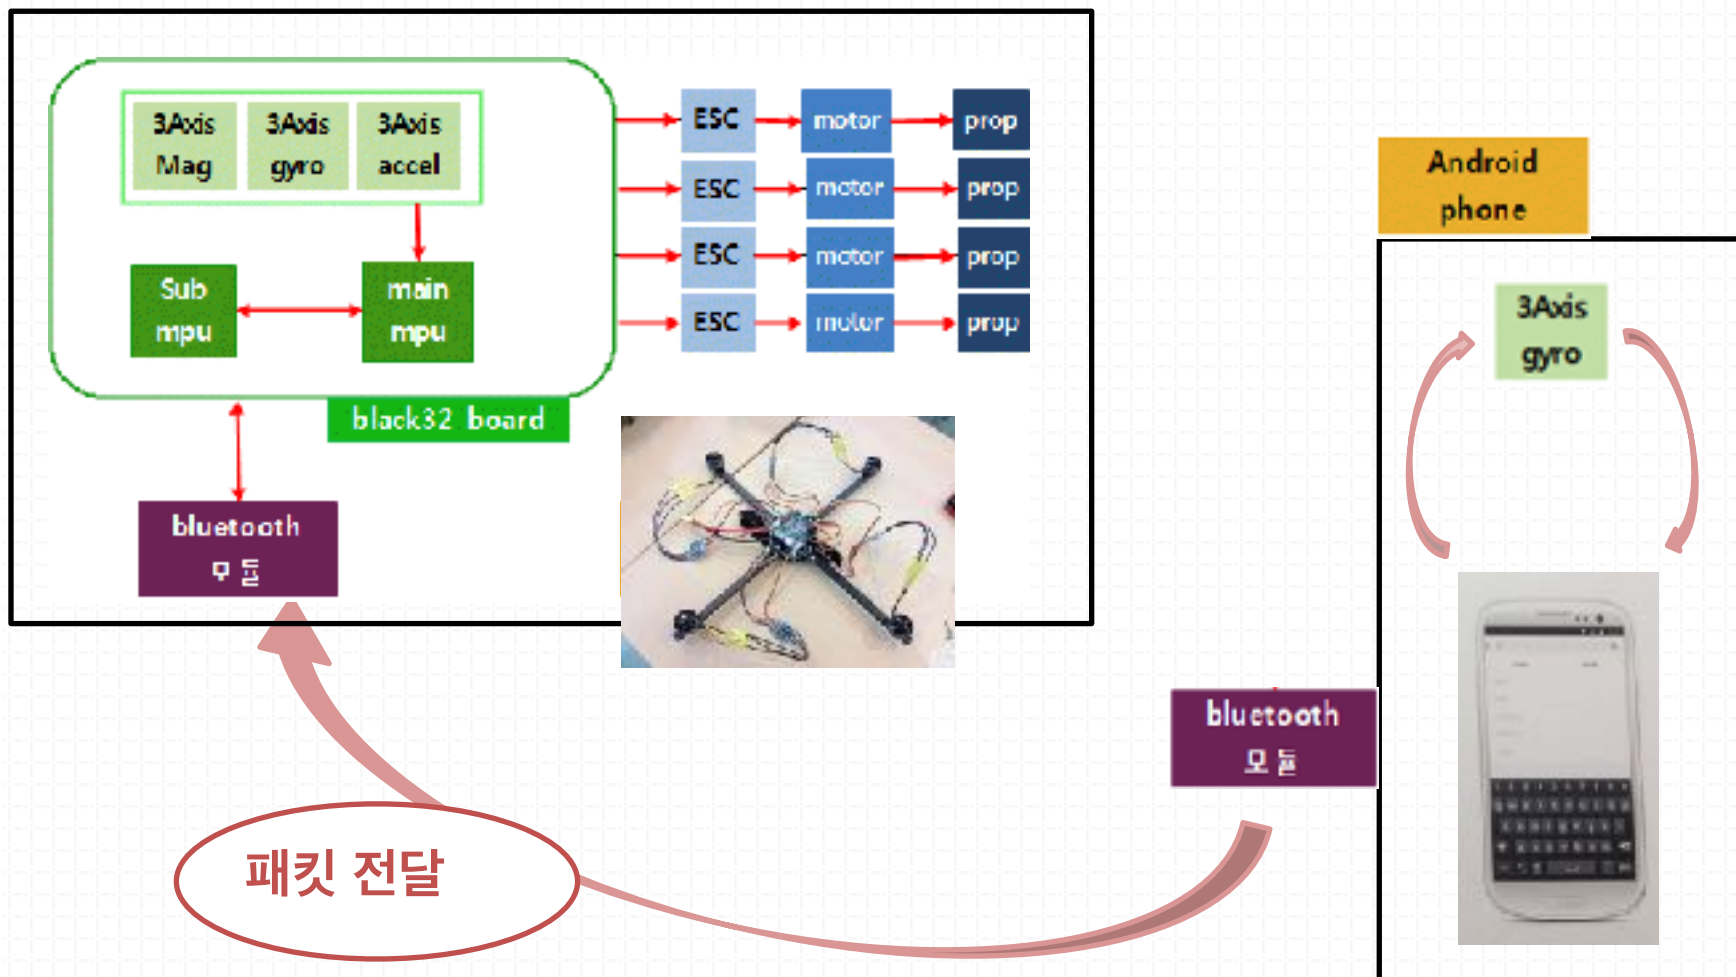 3Axis
Mag
3Axis
gyro
3Axis
accel
Sub
mpu
main
mpu
black32 board
bluetooth
모듈
ESC
motor
prop
ESC
motor
prop
ESC
motor
prop
ESC
motor
prop
Android
phone
3Axis
gyro
bluetooth
모듈
패킷 전달